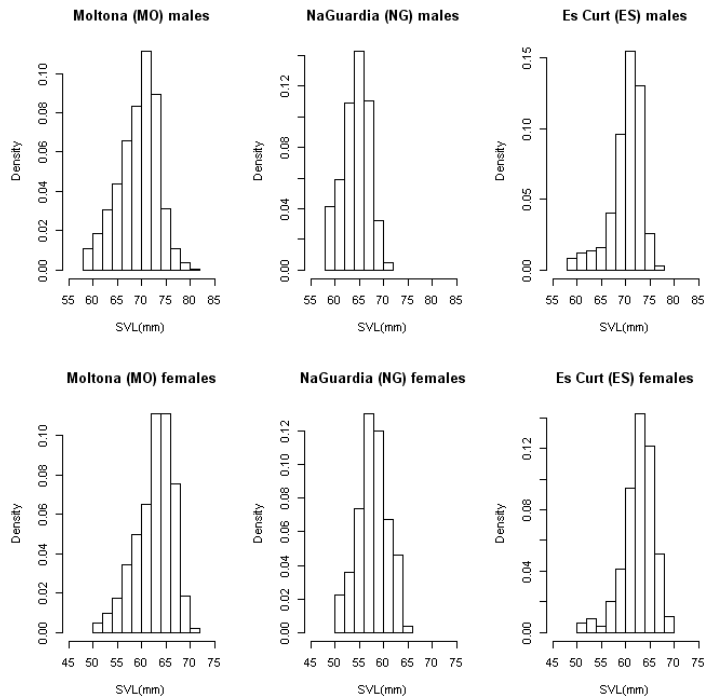 Moltona (MO) males
NaGuardia (NG) males
Es Curt (ES) males
Density
0.00 0.02 0.04 0.06 0.08 0.10
55 60 65 70 75 80 85
SVL(mm)
Density
0.00 0.04 0.08 0.12
55 60 65 70 75 80 85
SVL(mm)
Density
0.00 0.05 0.10 0.15
55 60 65 70 75 80 85
SVL(mm)
Moltona (MO) females
NaGuardia (NG) females
Es Curt (ES) females
Density
0.00 0.02 0.04 0.06 0.08 0.10
45 50 55 60 65 70 75
SVL(mm)
Density
0.00 0.02 0.04 0.06 0.08 0.12
45 50 55 60 65 70 75
SVL(mm)
Density
0.00 0.04 0.08 0.12
45 50 55 60 65 70 75
SVL(mm)